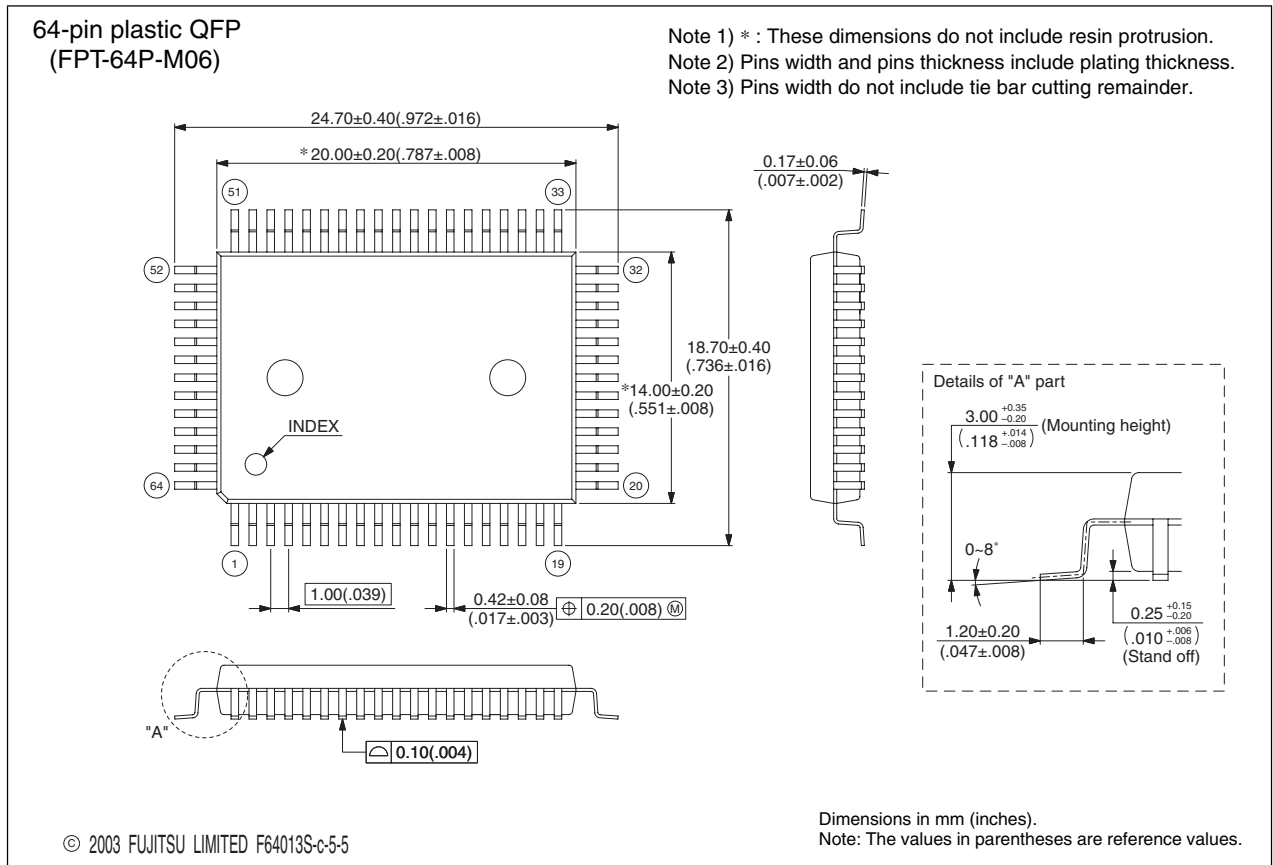 64-pin plastic QFP
(FPT-64P-M06)
Note 1) * : These dimensions do not include resin protrusion.
Note 2) Pins width and pins thickness include plating thickness.
Note 3) Pins width do not include tie bar cutting remainder.
24.70±0.40(.972±.016)
*20.00±0.20(.787±.008)
51
33
0.17±0.06
(.007±.002)
52
32
18.70±0.40
(.736±.016)
*14.00±0.20
(.551±.008)
INDEX
64
20
1
19
1.00(.039)
0.42±0.08
(.017±.003)
⌖ 0.20(.008) Ⓜ
Details of "A" part
3.00 +0.35 –0.20 (Mounting height)
(.118 +.014 –.008)
0~8°
0.25 +0.15 –0.20
(.010 +.006 –.008)
(Stand off)
1.20±0.20
(.047±.008)
"A"
⌓ 0.10(.004)
© 2003 FUJITSU LIMITED F64013S-c-5-5
Dimensions in mm (inches).
Note: The values in parentheses are reference values.